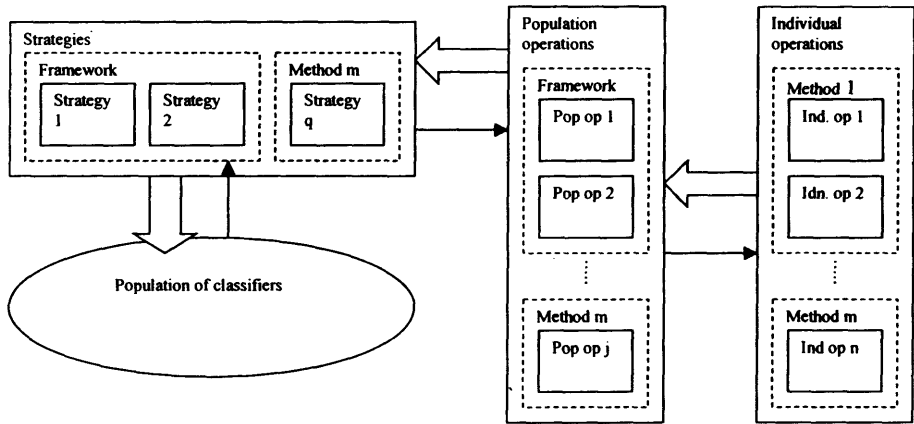 Strategies
Framework
Strategy
1
Strategy
2
Method m
Strategy
q
Population of classifiers
Population
operations
Framework
Pop op 1
Pop op 2
Method m
Pop op j
Individual
operations
Method 1
Ind. op 1
Idn. op 2
Method m
Ind op n